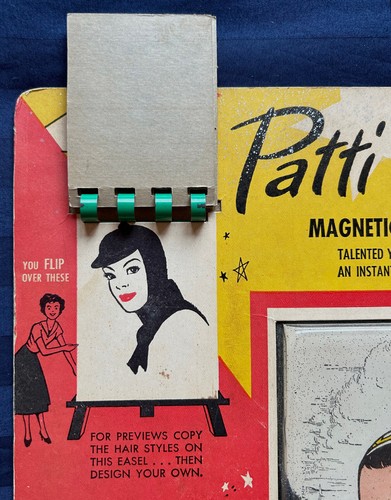 Patti
MAGNETIC
TALENTED Y
AN INSTAN
YOU FLIP
OVER THESE
FOR PREVIEWS COPY
THE HAIR STYLES ON
THIS EASEL . . . THEN
DESIGN YOUR OWN.